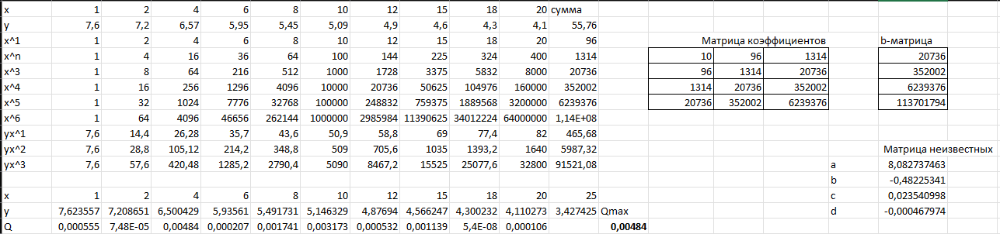 x 1 2 4 6 8 10 12 15 18 20 сумма
y 7,6 7,2 6,57 5,95 5,45 5,09 4,9 4,6 4,3 4,1 55,76
x^1 1 2 4 6 8 10 12 15 18 20 96 Матрица коэффициентов b-матрица
x^n 1 4 16 36 64 100 144 225 324 400 1314 10 96 1314 20736
x^3 1 8 64 216 512 1000 1728 3375 5832 8000 20736 96 1314 20736 352002
x^4 1 16 256 1296 4096 10000 20736 50625 104976 160000 352002 1314 20736 352002 6239376
x^5 1 32 1024 7776 32768 100000 248832 759375 1889568 3200000 6239376 20736 352002 6239376 113701794
x^6 1 64 4096 46656 262144 1000000 2985984 11390625 34012224 64000000 1,14E+08
yx^1 7,6 14,4 26,28 35,7 43,6 50,9 58,8 69 77,4 82 465,68
yx^2 7,6 28,8 105,12 214,2 348,8 509 705,6 1035 1393,2 1640 5987,32 Матрица неизвестных
yx^3 7,6 57,6 420,48 1285,2 2790,4 5090 8467,2 15525 25077,6 32800 91521,08 a 8,082737463
b -0,48225341
x 1 2 4 6 8 10 12 15 18 20 25 c 0,023540998
y 7,623557 7,208651 6,500429 5,93561 5,491731 5,146329 4,87694 4,566247 4,300232 4,110273 3,427425 Qmax d -0,000467974
Q 0,000555 7,48E-05 0,00484 0,000207 0,001741 0,003173 0,000532 0,001139 5,4E-08 0,000106 0,00484